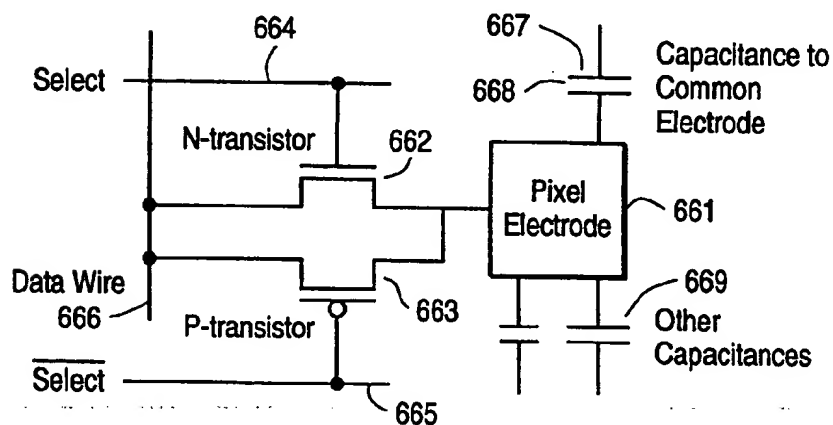 664
667
Select
668
Capacitance to
Common
Electrode
N-transistor
662
Pixel
Electrode
661
Data Wire
666
663
P-transistor
669
Other
Capacitances
Select
665